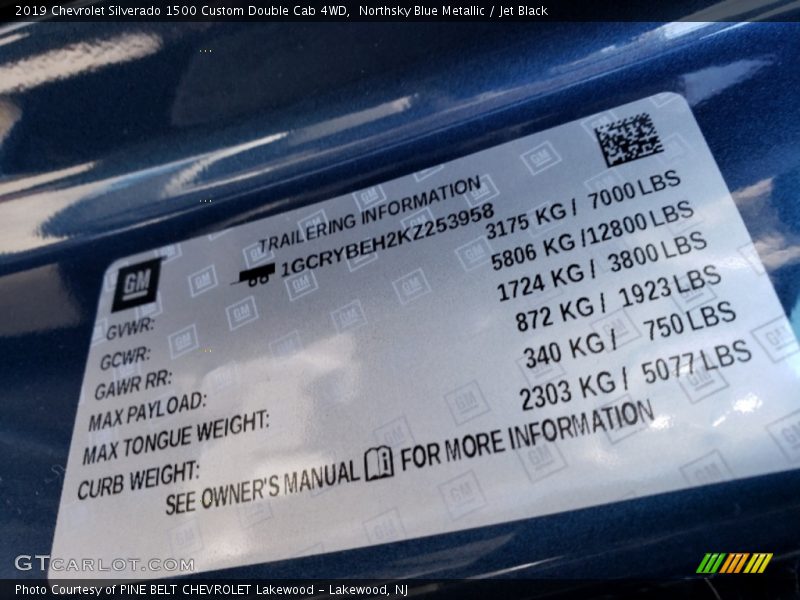 2019 Chevrolet Silverado 1500 Custom Double Cab 4WD, Northsky Blue Metallic / Jet Black
TRAILERING INFORMATION
GM
1GCRYBEH2KZ253958
GVWR: 3175 KG / 7000 LBS
GCWR: 5806 KG /12800 LBS
GAWR RR: 1724 KG / 3800 LBS
MAX PAYLOAD: 872 KG / 1923 LBS
MAX TONGUE WEIGHT: 340 KG / 750 LBS
CURB WEIGHT: 2303 KG / 5077 LBS
SEE OWNER'S MANUAL FOR MORE INFORMATION
GTcarlot.com
Photo Courtesy of PINE BELT CHEVROLET Lakewood - Lakewood, NJ